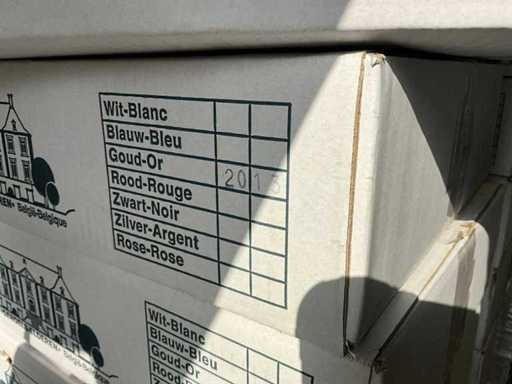 Wit-Blanc
Blauw-Bleu
Goud-Or
Rood-Rouge 2013
Zwart-Noir
Zilver-Argent
Rose-Rose
België-Belgique
Wit-Blanc
Blauw-Bleu
Goud-Or